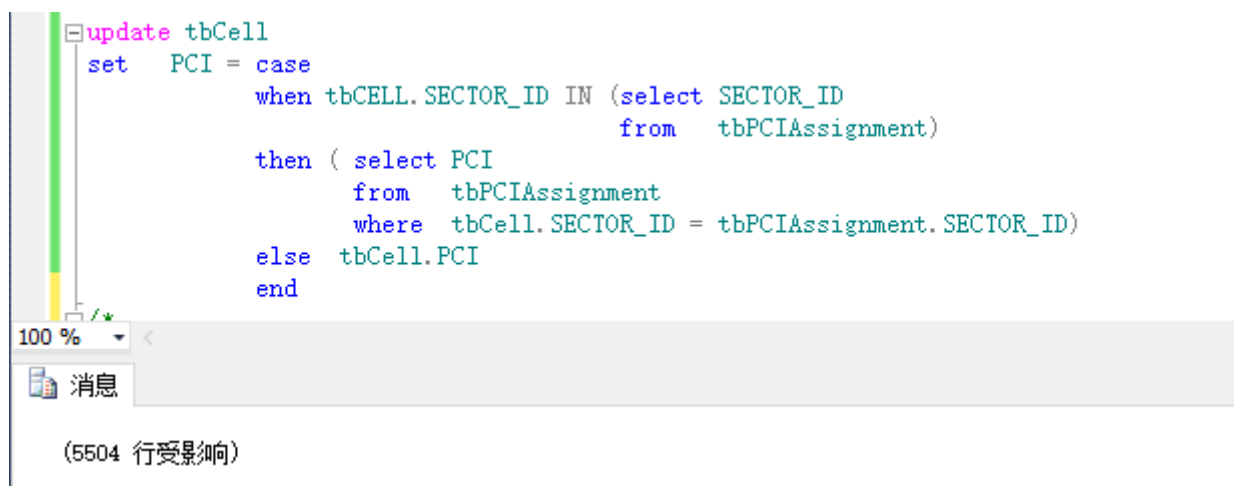 update tbCell
set PCI = case
when tbCELL.SECTOR_ID IN (select SECTOR_ID
from tbPCIAssignment)
then ( select PCI
from tbPCIAssignment
where tbCell.SECTOR_ID = tbPCIAssignment.SECTOR_ID)
else tbCell.PCI
end
/*
100 %
消息
(5504 行受影响)